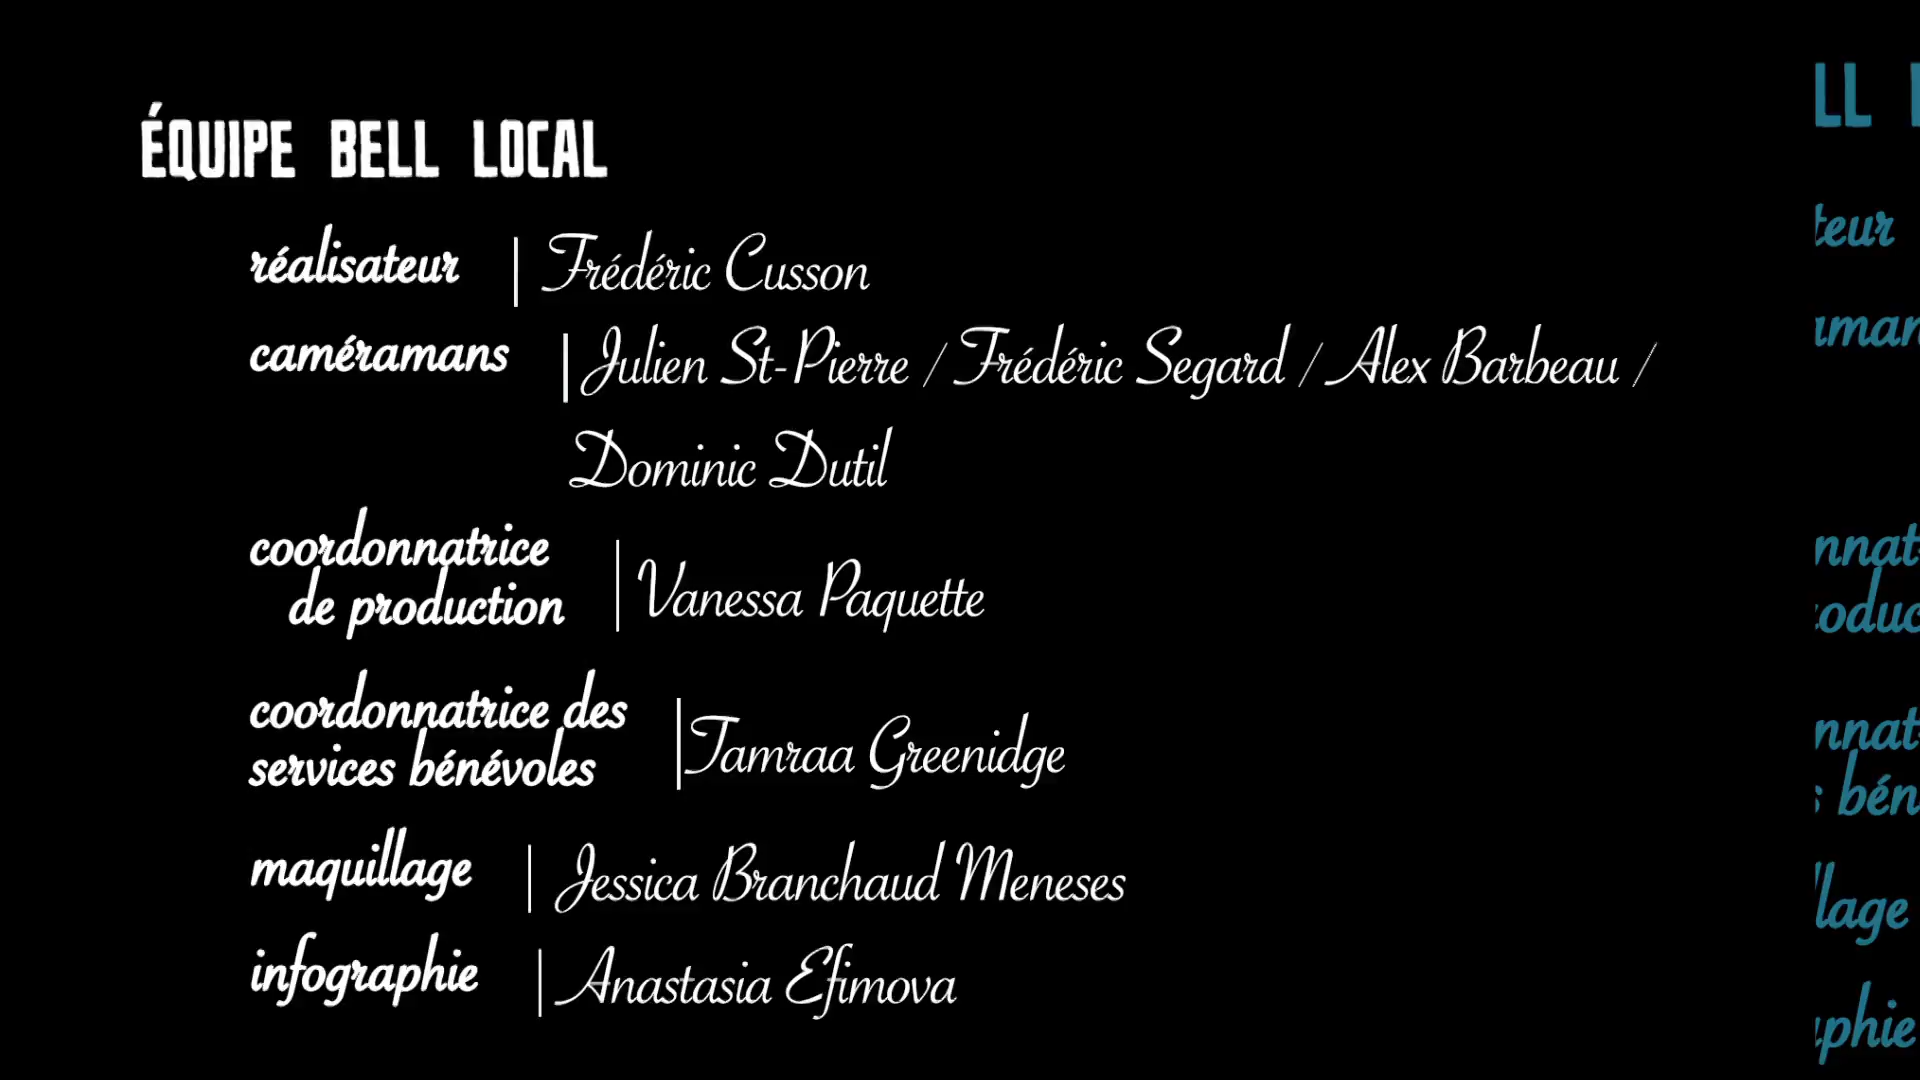 ÉQUIPE BELL LOCAL
réalisateur | Frédéric Cusson
caméramans | Julien St-Pierre / Frédéric Segard / Alex Barbeau /
Dominic Dutil
coordonnatrice
de production | Vanessa Paquette
coordonnatrice des
services bénévoles | Tamraa Greenidge
maquillage | Jessica Branchaud Meneses
infographie | Anastasia Efimova